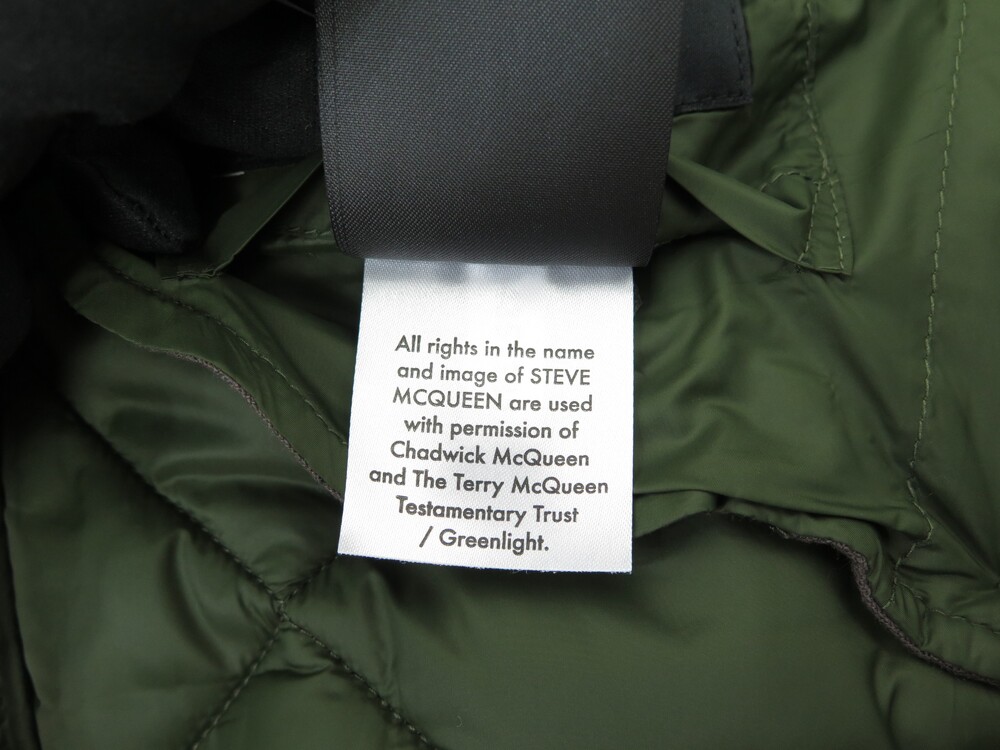 All rights in the name
and image of STEVE
MCQUEEN are used
with permission of
Chadwick McQueen
and The Terry McQueen
Testamentary Trust
/ Greenlight.